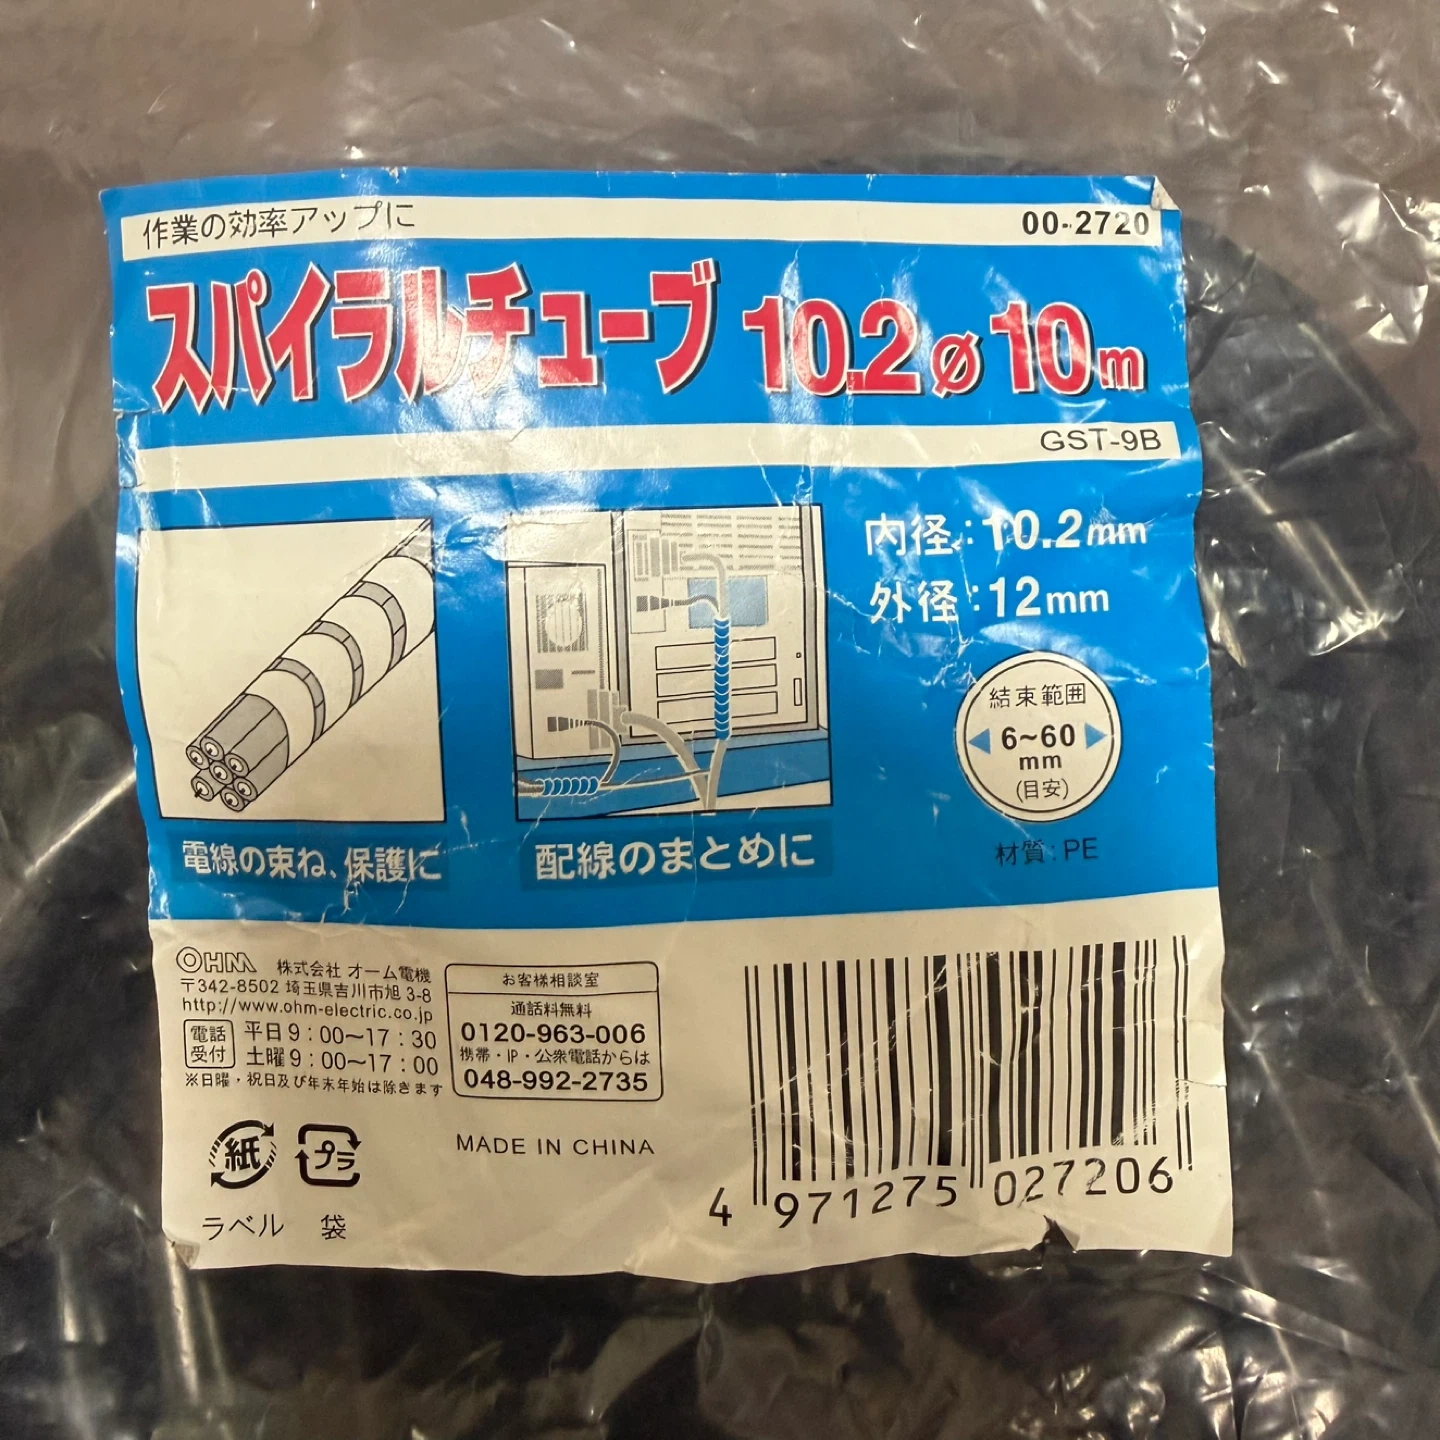 作業の効率アップに
00-2720
スパイラルチューブ 10.2φ10m
GST-9B
内径:10.2mm
外径:12mm
結束範囲
6~60
mm
(目安)
材質:PE
電線の束ね、保護に
配線のまとめに
OHM 株式会社 オーム電機
〒342-8502 埼玉県吉川市旭 3-8
http://www.ohm-electric.co.jp
電話受付 平日 9:00~17:30
土曜 9:00~17:00
※日曜・祝日及び年末年始は除きます
お客様相談室
通話料無料
0120-963-006
携帯・IP・公衆電話からは
048-992-2735
MADE IN CHINA
紙 プラ
ラベル 袋
4 971275 027206